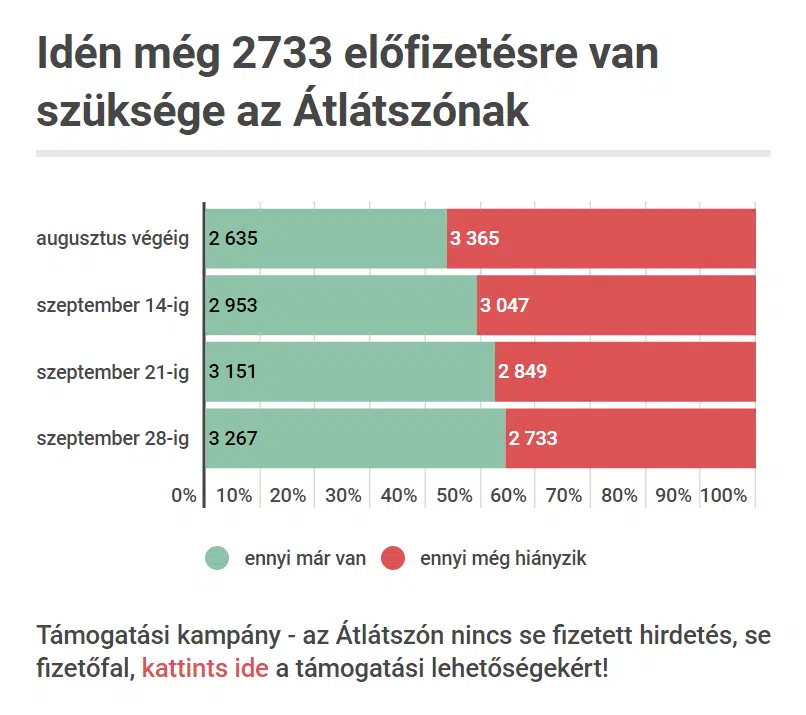 Idén még 2733 előfizetésre van
szüksége az Átlátszónak
augusztus végéig 2 635 3 365
szeptember 14-ig 2 953 3 047
szeptember 21-ig 3 151 2 849
szeptember 28-ig 3 267 2 733
0% 10% 20% 30% 40% 50% 60% 70% 80% 90% 100%
ennyi már van ennyi még hiányzik
Támogatási kampány - az Átlátszón nincs se fizetett hirdetés, se
fizetőfal, kattints ide a támogatási lehetőségekért!